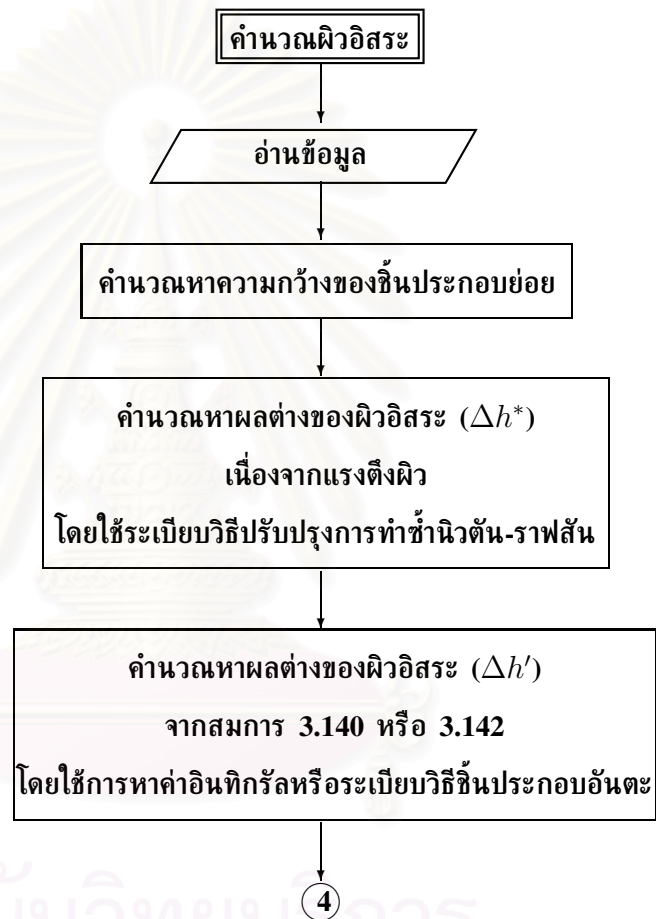 คำนวณผิวอิสระ
อ่านข้อมูล
คำนวณหาความกว้างของชิ้นประกอบย่อย
คำนวณหาผลต่างของผิวอิสระ (Δh*)
เนื่องจากแรงตึงผิว
โดยใช้ระเบียบวิธีปรับปรุงการทำซ้ำนิวตัน-ราฟสัน
คำนวณหาผลต่างของผิวอิสระ (Δh′)
จากสมการ 3.140 หรือ 3.142
โดยใช้การหาค่าอินทิกรัลหรือระเบียบวิธีชิ้นประกอบอันตะ
4